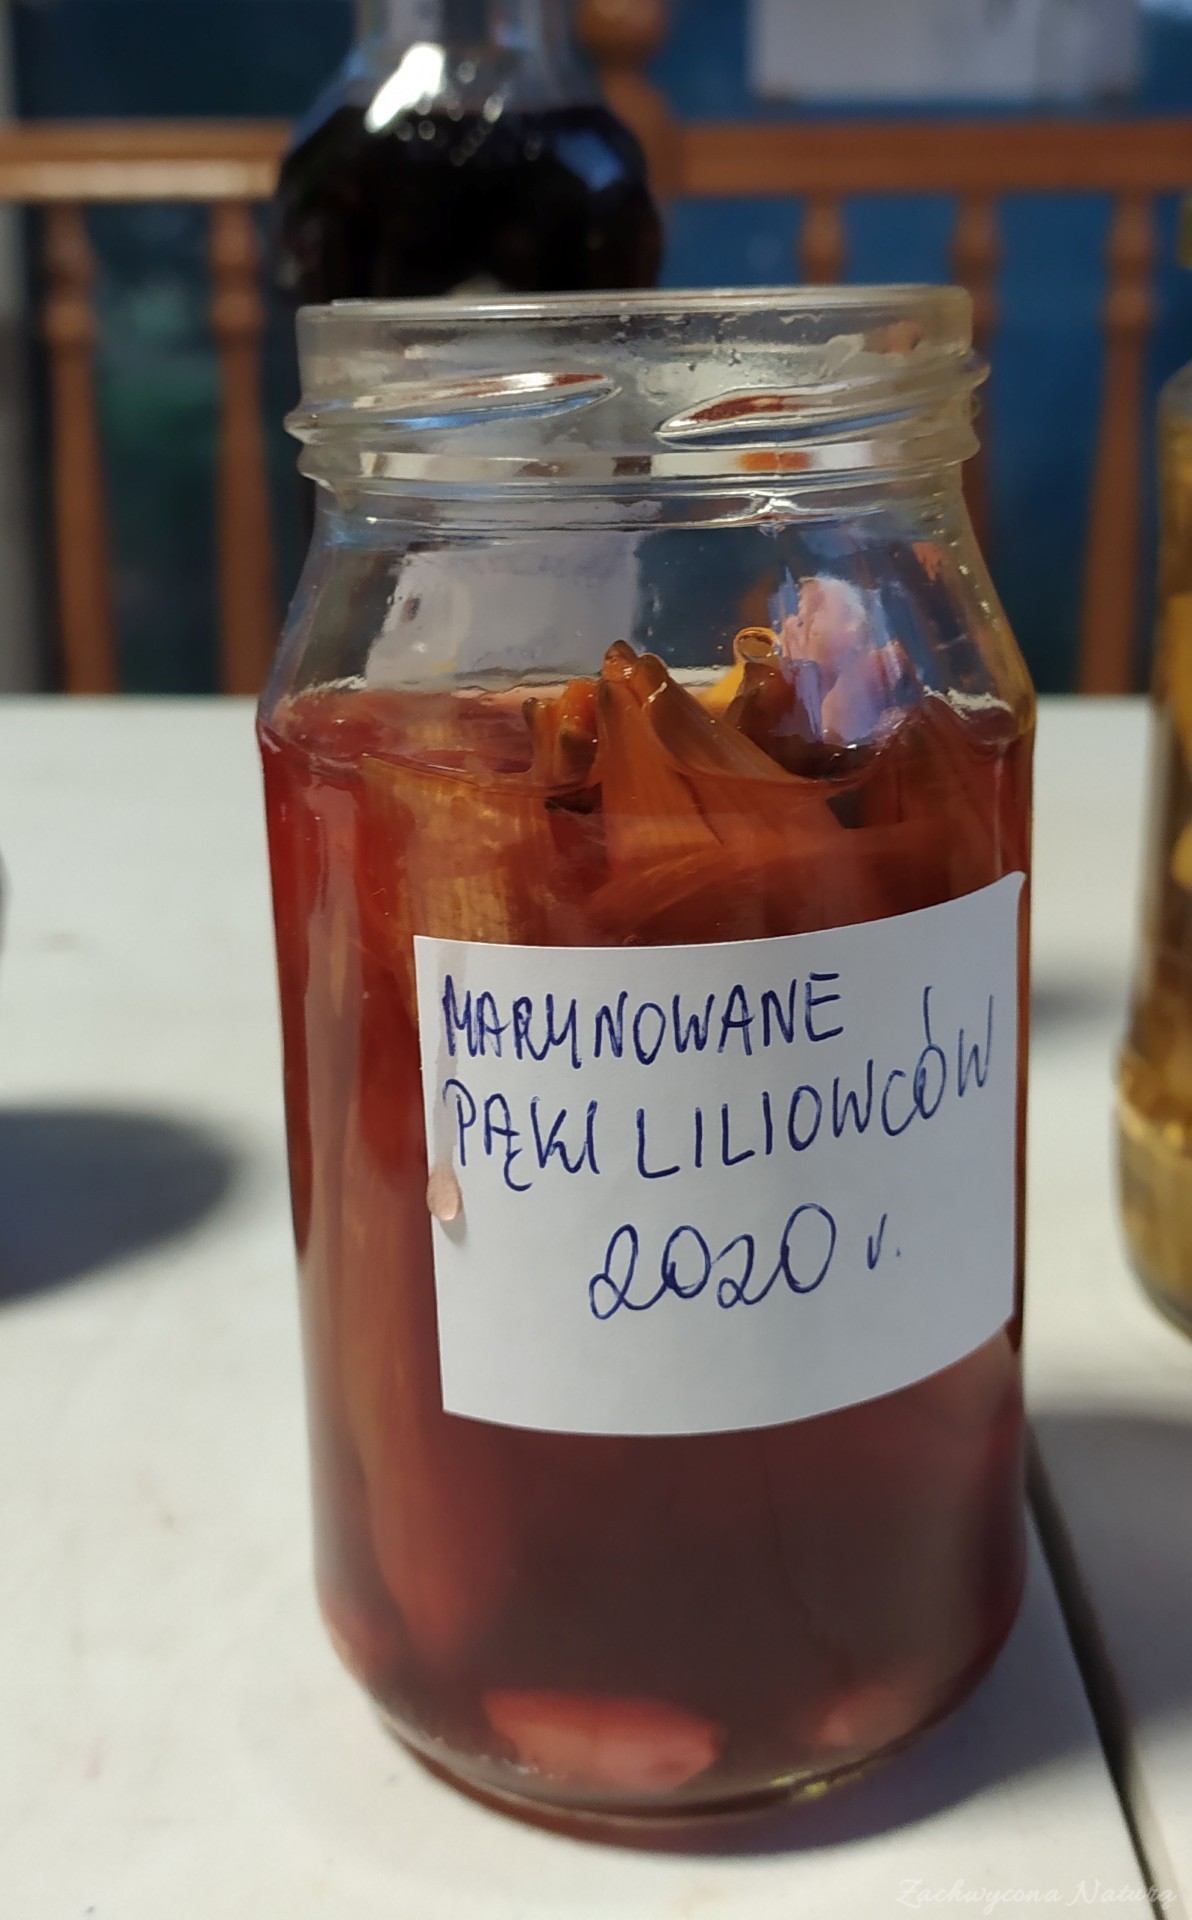 MARYNOWANE
PĄKI LILIOWCÓW
2020 r.
Zachwycona Naturą